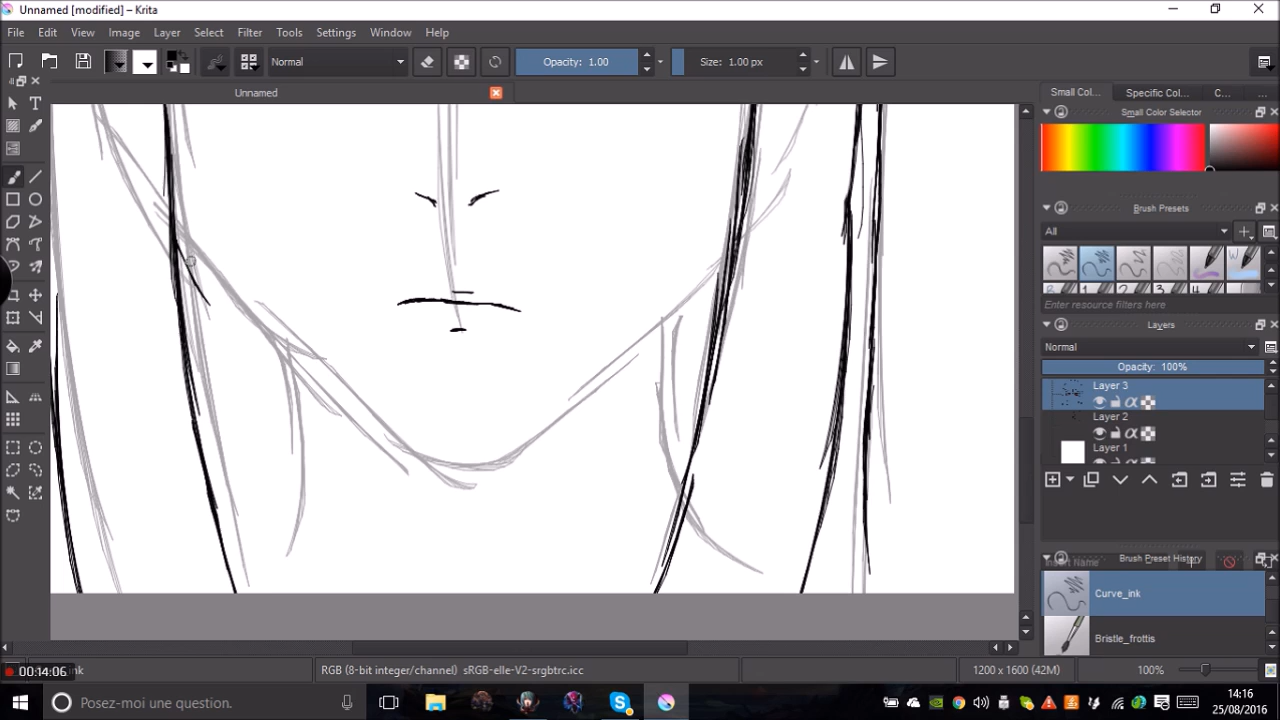 Unnamed [modified] – Krita
File Edit View Image Layer Select Filter Tools Settings Window Help
Normal Opacity: 1.00 Size: 1.00 px
Unnamed
Small Col... Specific Col... C... ...
Small Color Selector
Brush Presets
All
Enter resource filters here
Layers
Normal
Opacity: 100%
Layer 3
Layer 2
Layer 1
Brush Preset History
Curve_ink
Bristle_frottis
00:14:06 nk RGB (8-bit integer/channel) sRGB-elle-V2-srgbtrc.icc 1200 x 1600 (42M) 100%
Posez-moi une question. 14:16
25/08/2016